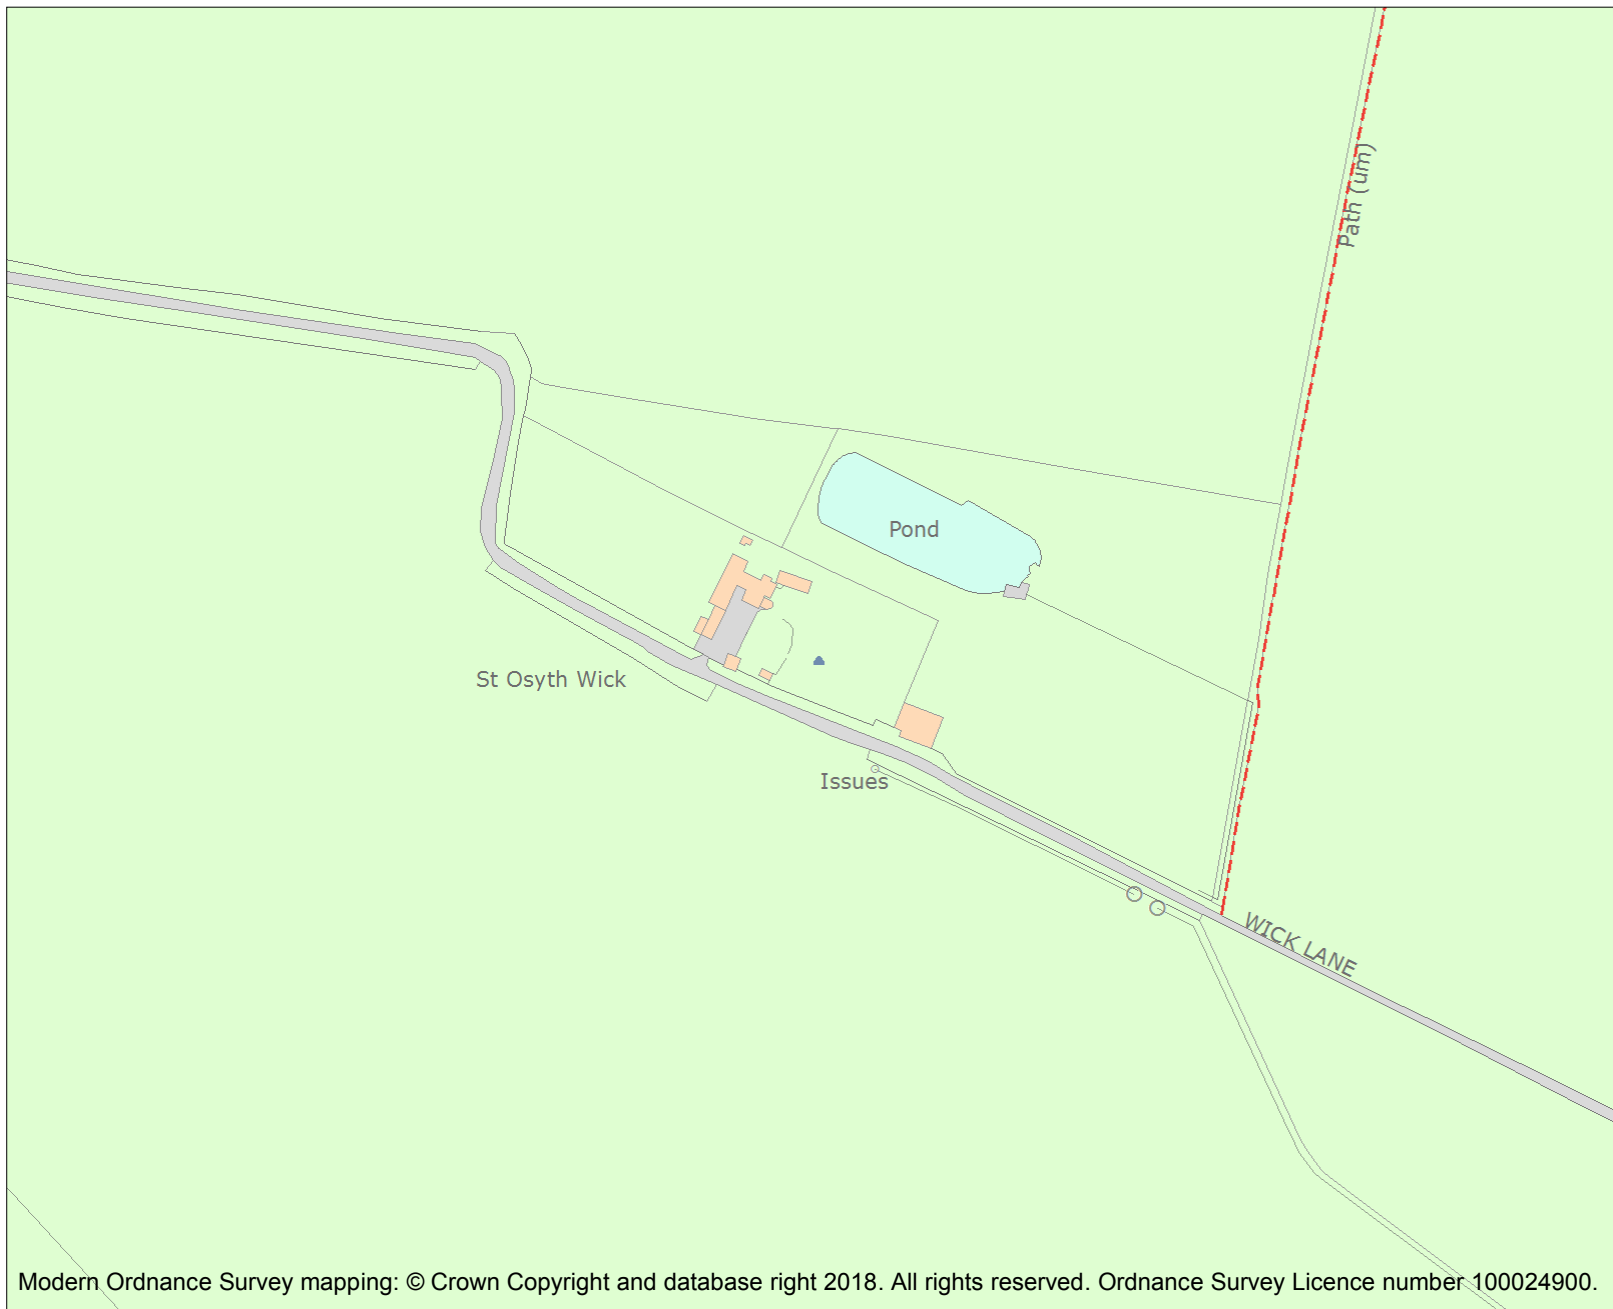 Path (um)
Pond
St Osyth Wick
Issues
WICK LANE
Modern Ordnance Survey mapping: © Crown Copyright and database right 2018. All rights reserved. Ordnance Survey Licence number 100024900.